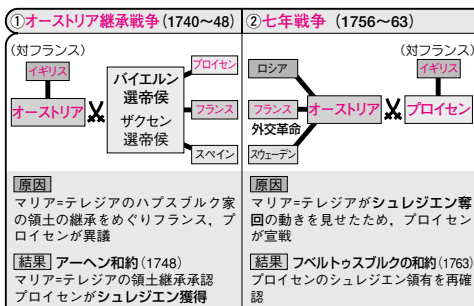 ①オーストリア継承戦争(1740〜48)
(対フランス)
イギリス
オーストリア
バイエルン
選帝侯
ザクセン
選帝侯
プロイセン
フランス
スペイン
原因
マリア=テレジアのハプスブルク家
の領土の継承をめぐりフランス，プ
ロイセンが異議
結果 アーヘン和約(1748)
マリア=テレジアの領土継承承認
プロイセンがシュレジエン獲得
②七年戦争(1756〜63)
(対フランス)
ロシア
イギリス
フランス
オーストリア
プロイセン
外交革命
スウェーデン
原因
マリア=テレジアがシュレジエン奪
回の動きを見せたため，プロイセン
が宣戦
結果 フベルトゥスブルクの和約(1763)
プロイセンのシュレジエン領有を再確
認